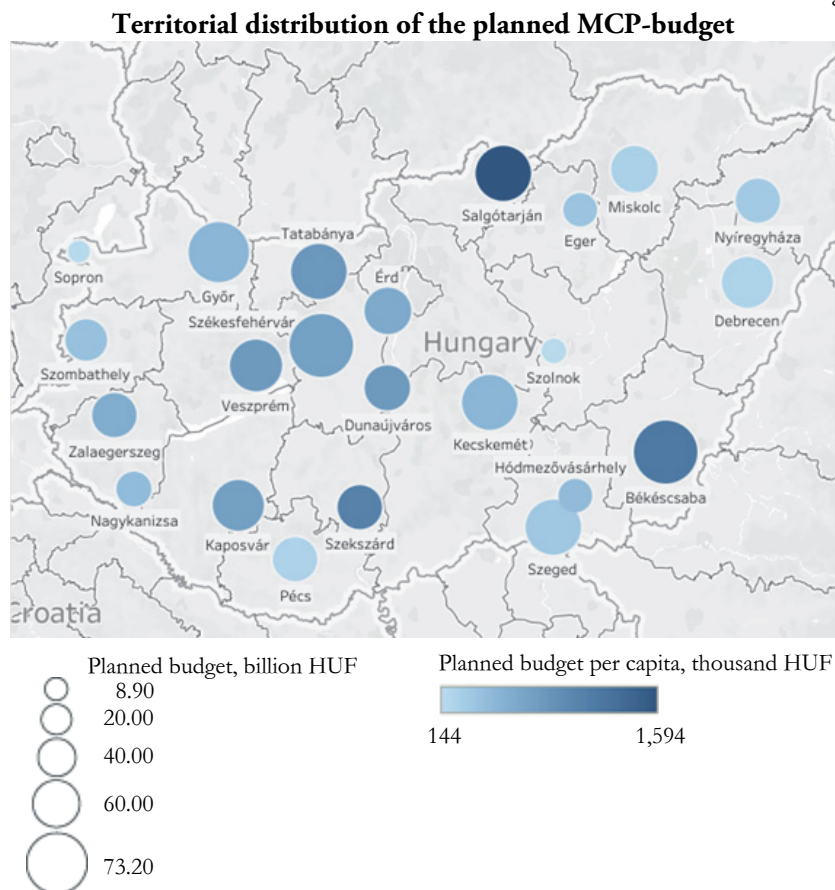 Territorial distribution of the planned MCP-budget
Salgótarján
Miskolc
Eger
Nyíregyháza
Tatabánya
Sopron
Győr
Érd
Debrecen
Székesfehérvár
Hungary
Szombathely
Veszprém
Szolnok
Dunaújváros
Zalaegerszeg
Kecskemét
Hódmezővásárhely
Békéscsaba
Nagykanizsa
Kaposvár
Szekszárd
Szeged
Pécs
Croatia
Planned budget, billion HUF
8.90
20.00
40.00
60.00
73.20
Planned budget per capita, thousand HUF
144 1,594